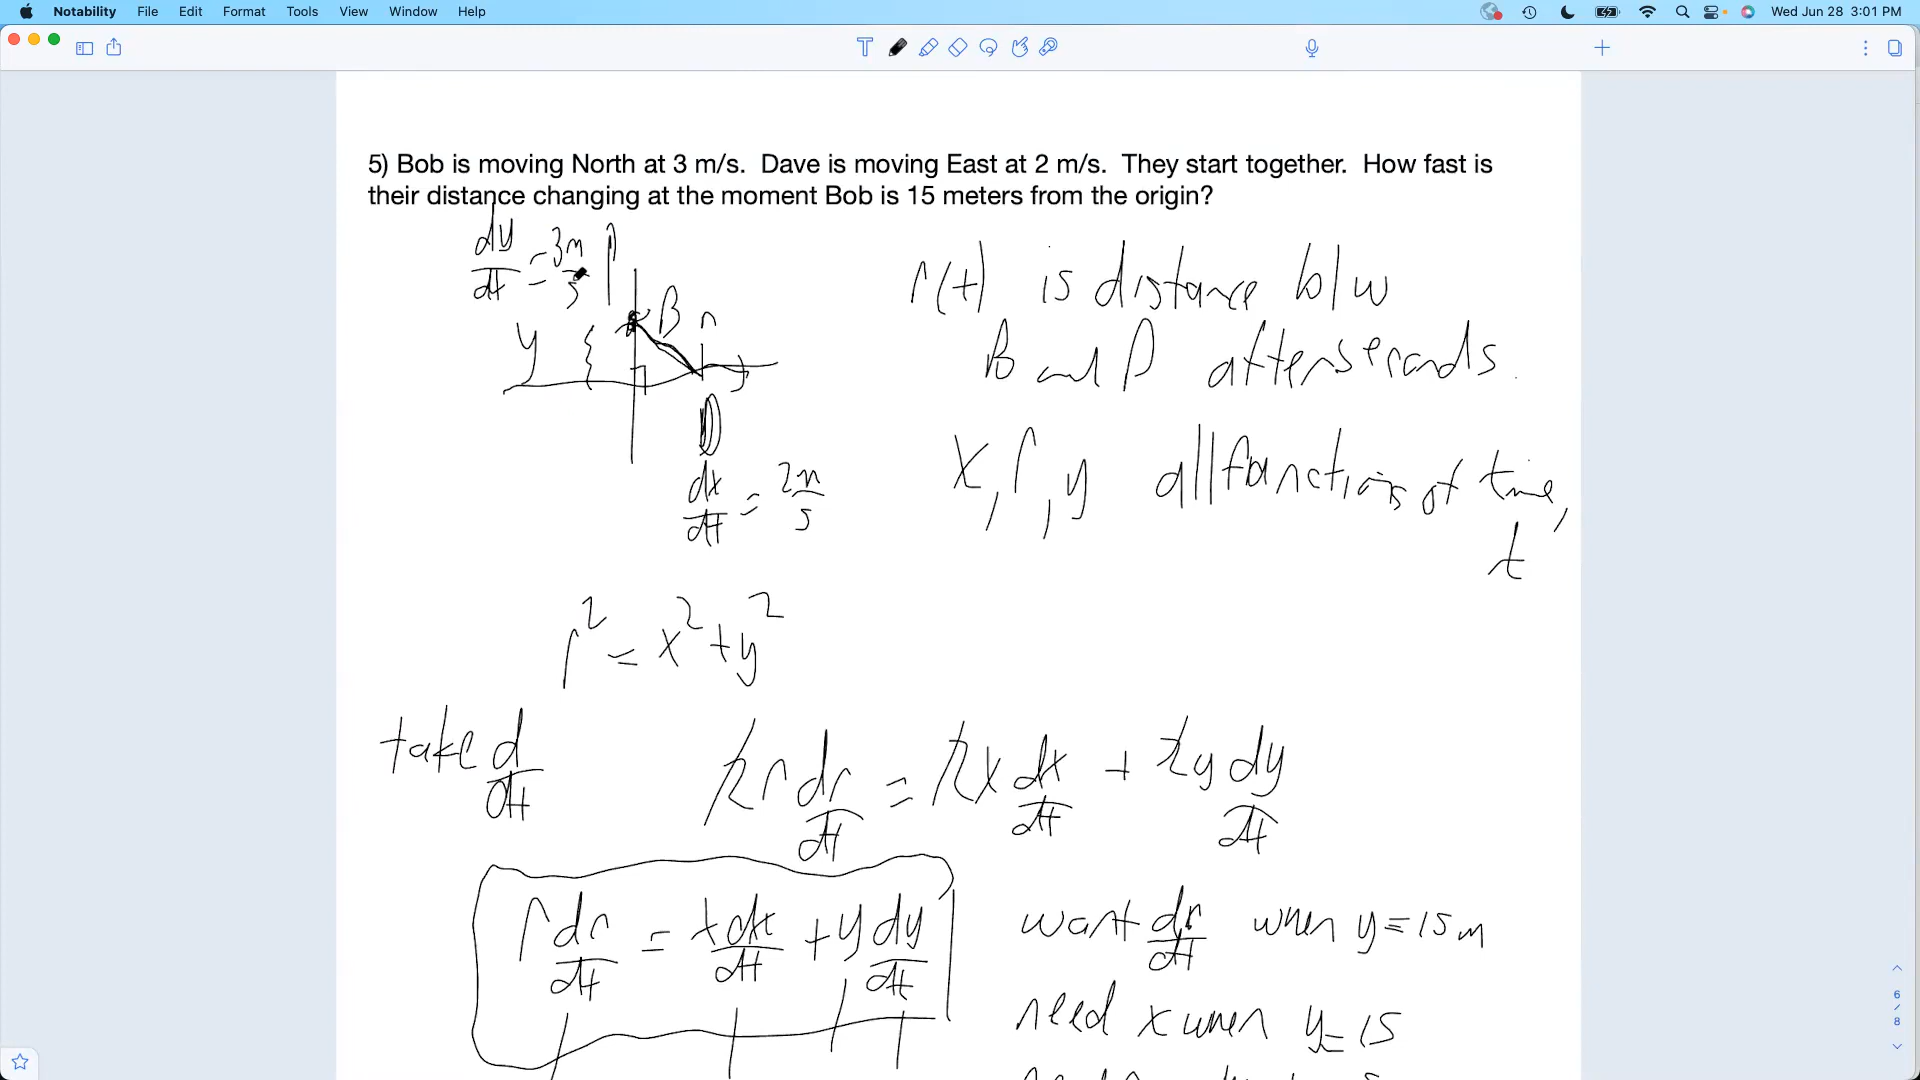 Notability File Edit Format Tools View Window Help Wed Jun 28 3:01 PM
5) Bob is moving North at 3 m/s. Dave is moving East at 2 m/s. They start together. How fast is
their distance changing at the moment Bob is 15 meters from the origin?
dy/dt = 3m/s
r(t) is distance b/w
B r
y
B and D after seconds.
D
dx/dt = 2m/s
x, r, y all functions of time,
t
r² = x² + y²
take d/dt 2r dr/dt = 2x dx/dt + 2y dy/dt
r dr/dt = x dx/dt + y dy/dt
want dr/dt when y = 15 m
need x when y = 15
6
/
8